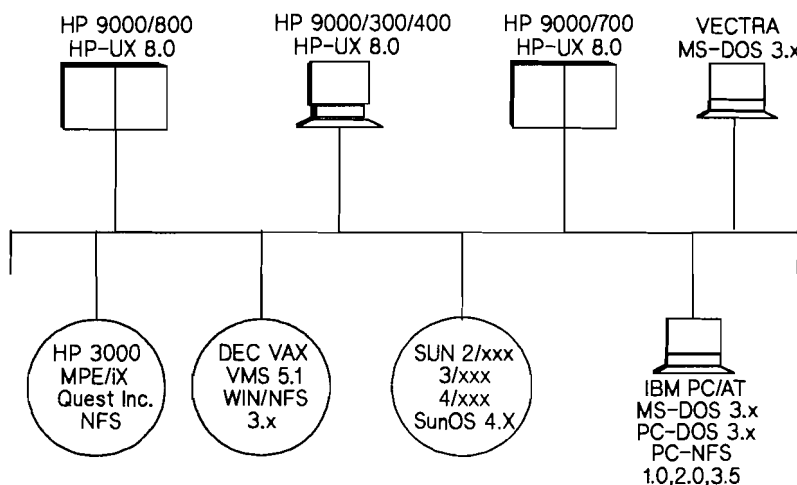 HP 9000/800
HP-UX 8.0
HP 9000/300/400
HP-UX 8.0
HP 9000/700
HP-UX 8.0
VECTRA
MS-DOS 3.x
HP 3000
MPE/iX
Quest Inc.
NFS
DEC VAX
VMS 5.1
WIN/NFS
3.x
SUN 2/xxx
3/xxx
4/xxx
SunOS 4.X
IBM PC/AT
MS-DOS 3.x
PC-DOS 3.x
PC-NFS
1.0,2.0,3.5